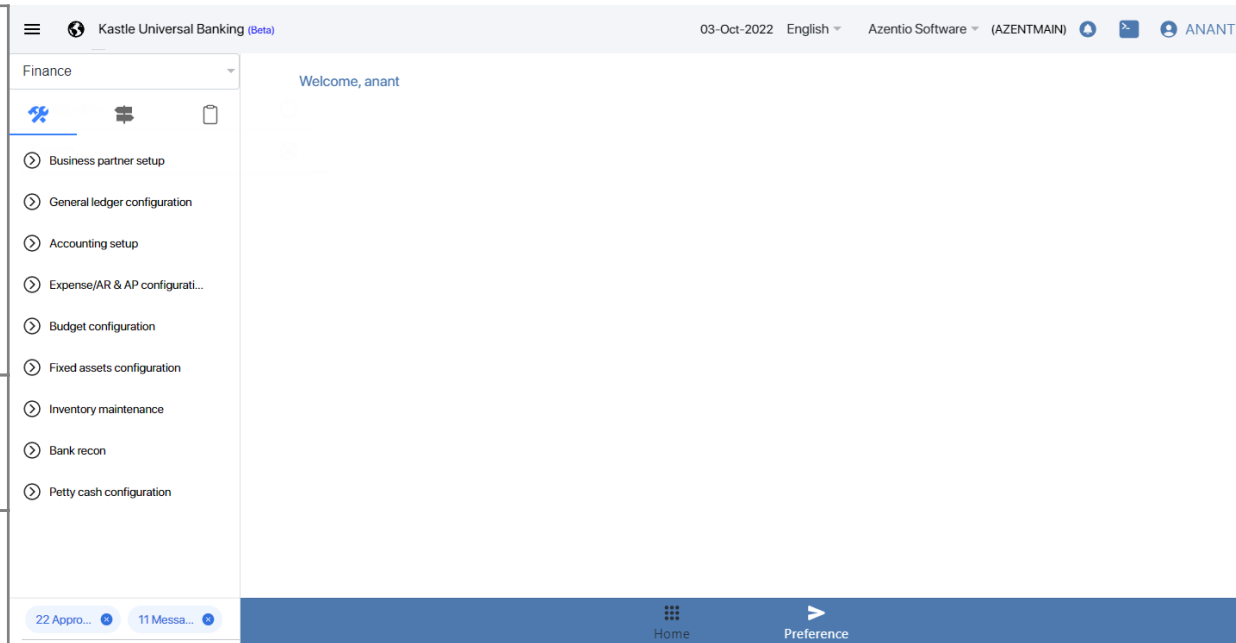 Kastle Universal Banking (Beta) 03-Oct-2022 English Azentio Software (AZENTMAIN) ANANT
Finance
Welcome, anant
Business partner setup
General ledger configuration
Accounting setup
Expense/AR & AP configurati...
Budget configuration
Fixed assets configuration
Inventory maintenance
Bank recon
Petty cash configuration
22 Appro... 11 Messa...
Home Preference